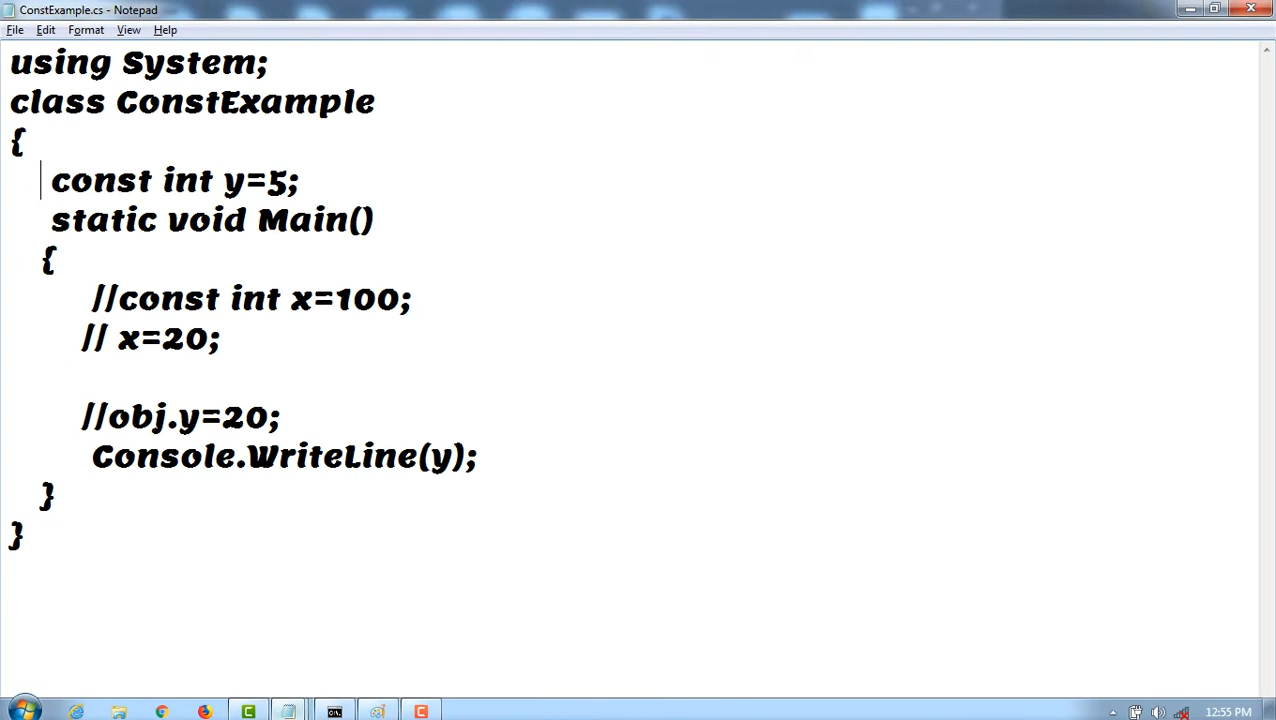 ConstExample.cs - Notepad
File Edit Format View Help
using System;
class ConstExample
{
const int y=5;
static void Main()
{
//const int x=100;
// x=20;
//obj.y=20;
Console.WriteLine(y);
}
}
12:55 PM